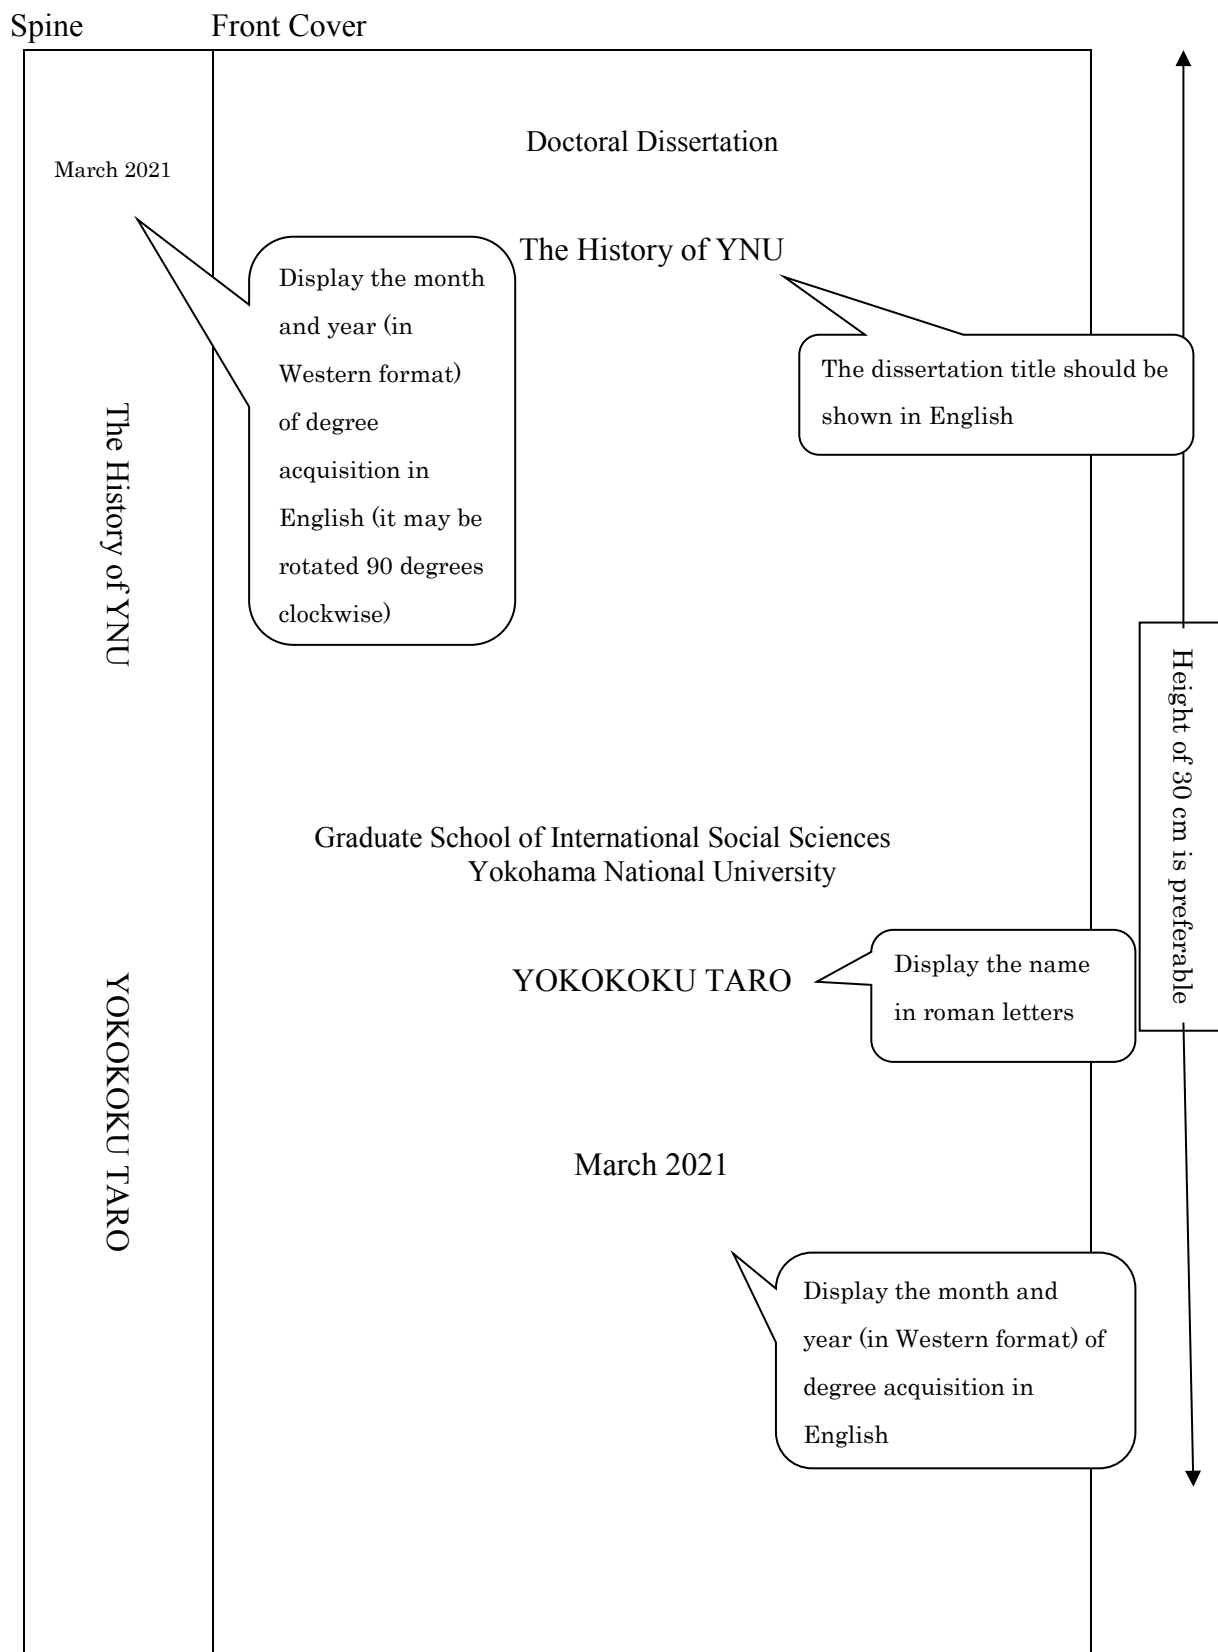 Spine
Front Cover
Doctoral Dissertation
March 2021
The History of YNU
Display the month
and year (in
Western format)
of degree
acquisition in
English (it may be
rotated 90 degrees
clockwise)
The dissertation title should be
shown in English
The History of YNU
Height of 30 cm is preferable
Graduate School of International Social Sciences
Yokohama National University
YOKOKOKU TARO
Display the name
in roman letters
YOKOKOKU TARO
March 2021
Display the month and
year (in Western format) of
degree acquisition in
English